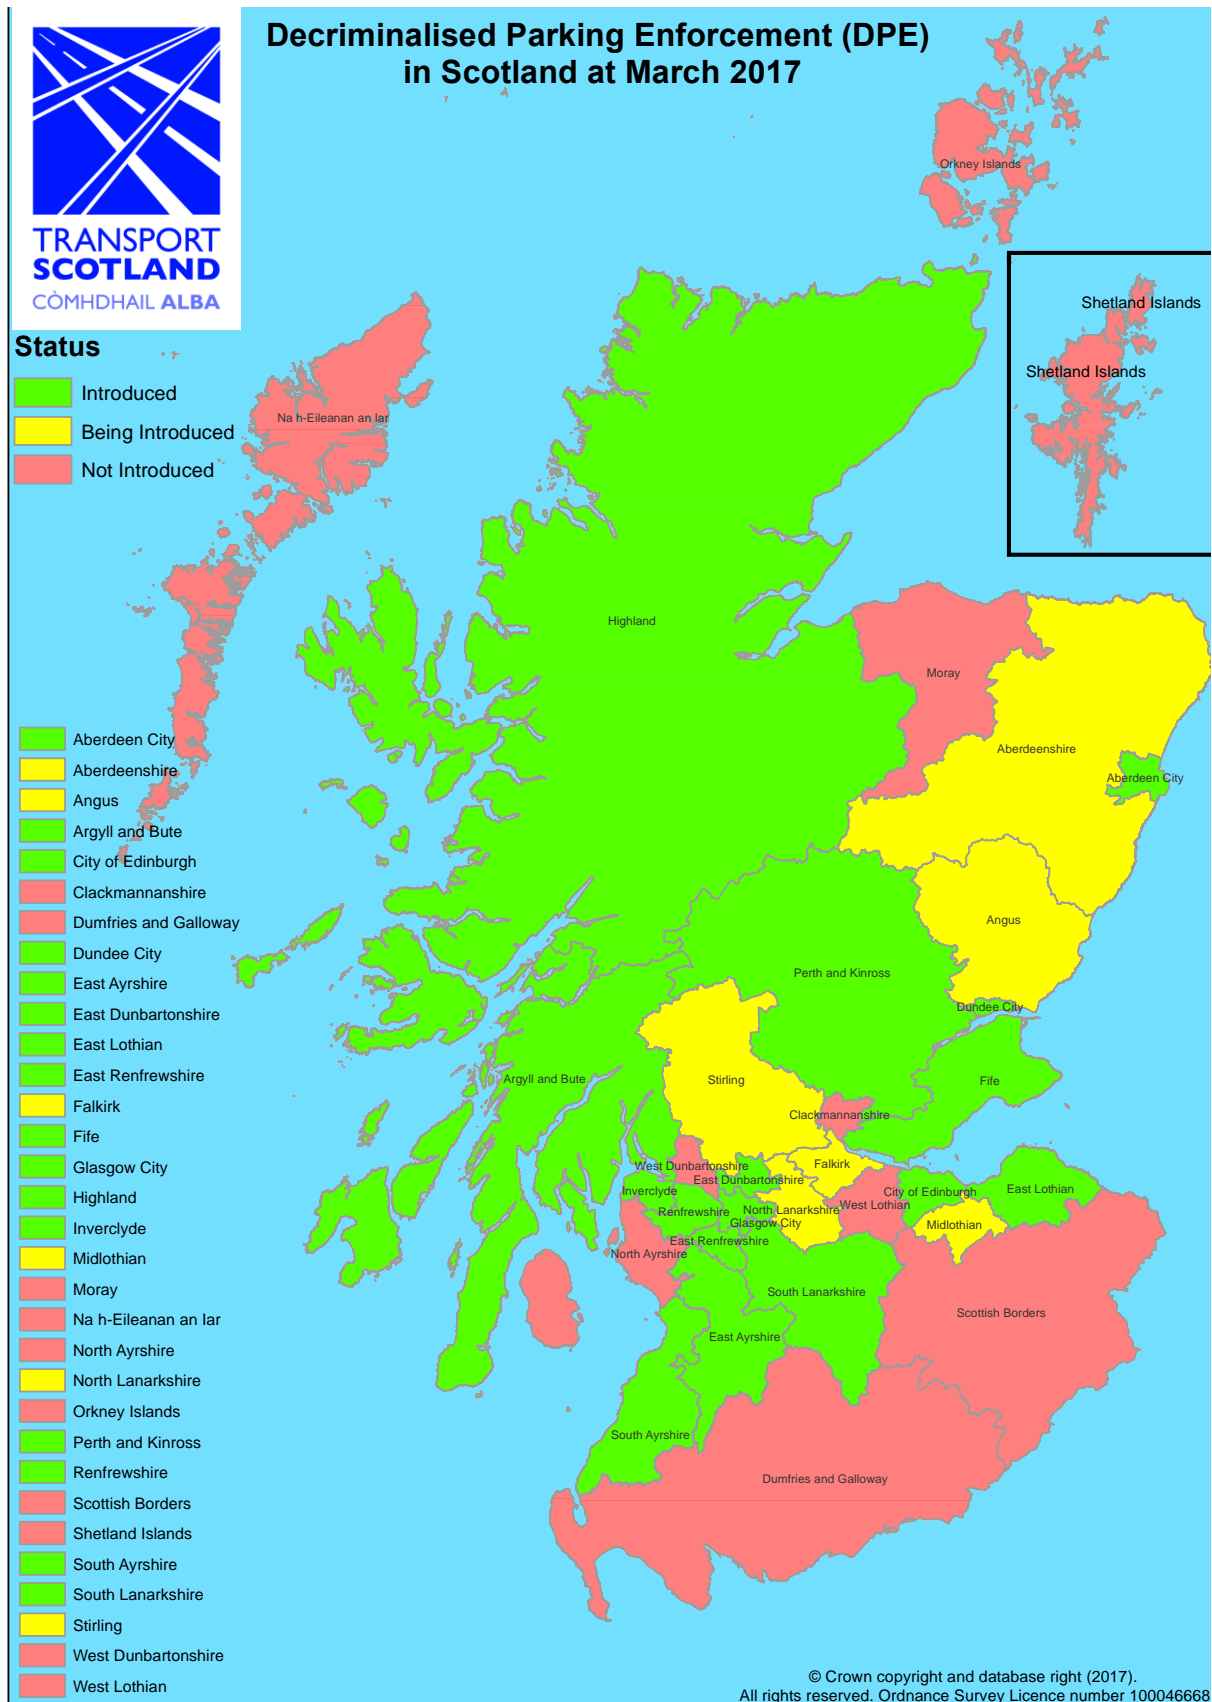 Decriminalised Parking Enforcement (DPE)
in Scotland at March 2017
TRANSPORT
SCOTLAND
CÒMHDHAIL ALBA
Status
Introduced
Being Introduced
Not Introduced
Aberdeen City
Aberdeenshire
Angus
Argyll and Bute
City of Edinburgh
Clackmannanshire
Dumfries and Galloway
Dundee City
East Ayrshire
East Dunbartonshire
East Lothian
East Renfrewshire
Falkirk
Fife
Glasgow City
Highland
Inverclyde
Midlothian
Moray
Na h-Eileanan an Iar
North Ayrshire
North Lanarkshire
Orkney Islands
Perth and Kinross
Renfrewshire
Scottish Borders
Shetland Islands
South Ayrshire
South Lanarkshire
Stirling
West Dunbartonshire
West Lothian
Orkney Islands
Shetland Islands
Shetland Islands
Na h-Eileanan an Iar
Highland
Moray
Aberdeenshire
Aberdeen City
Angus
Perth and Kinross
Dundee City
Argyll and Bute
Stirling
Fife
Clackmannanshire
West Dunbartonshire
Falkirk
East Dunbartonshire
Inverclyde
City of Edinburgh
East Lothian
Renfrewshire
North Lanarkshire
West Lothian
Glasgow City
Midlothian
East Renfrewshire
North Ayrshire
South Lanarkshire
Scottish Borders
East Ayrshire
South Ayrshire
Dumfries and Galloway
© Crown copyright and database right (2017).
All rights reserved. Ordnance Survey Licence number 100046668